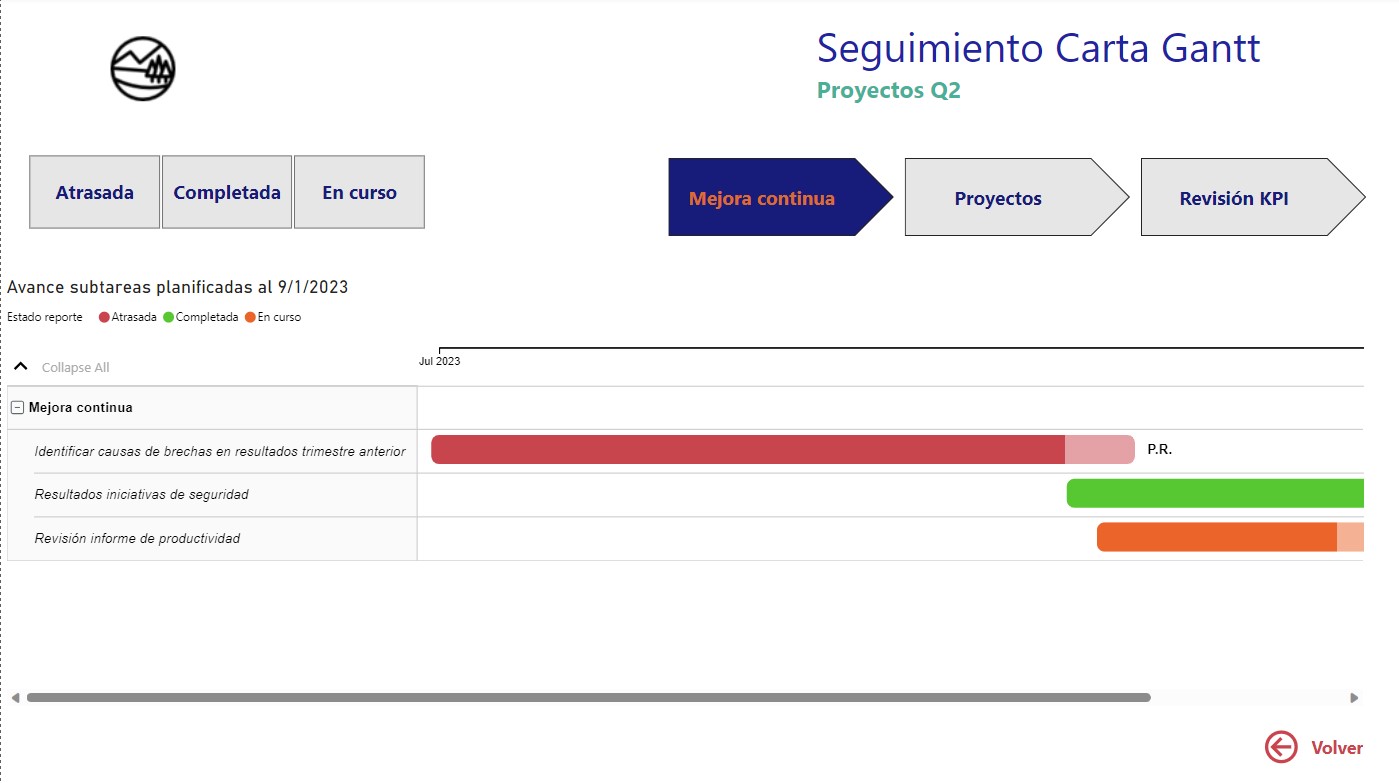 Seguimiento Carta Gantt
Proyectos Q2
Atrasada
Completada
En curso
Mejora continua
Proyectos
Revisión KPI
Avance subtareas planificadas al 9/1/2023
Estado reporte Atrasada Completada En curso
Jul 2023
Collapse All
Mejora continua
Identificar causas de brechas en resultados trimestre anterior
P.R.
Resultados iniciativas de seguridad
Revisión informe de productividad
Volver